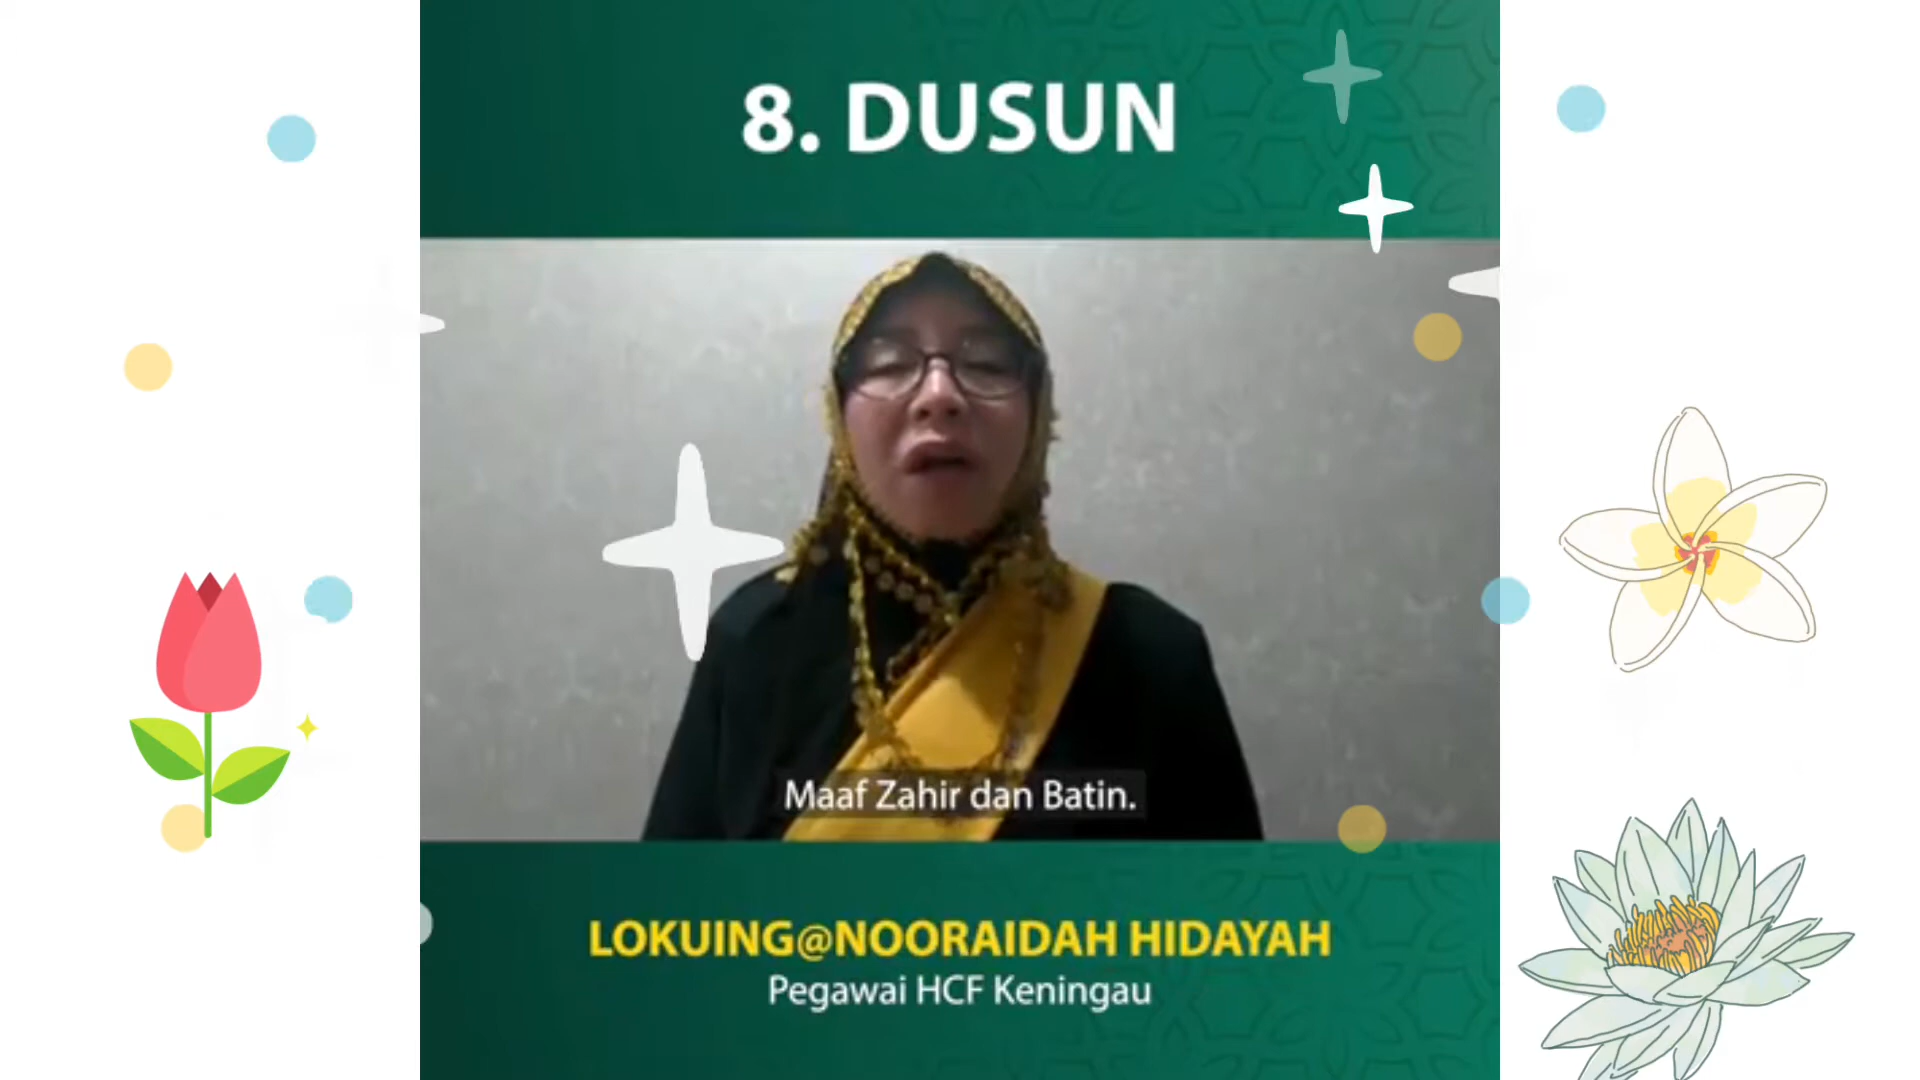 8. DUSUN
Maaf Zahir dan Batin.
LOKUING@NOORAIDAH HIDAYAH
Pegawai HCF Keningau